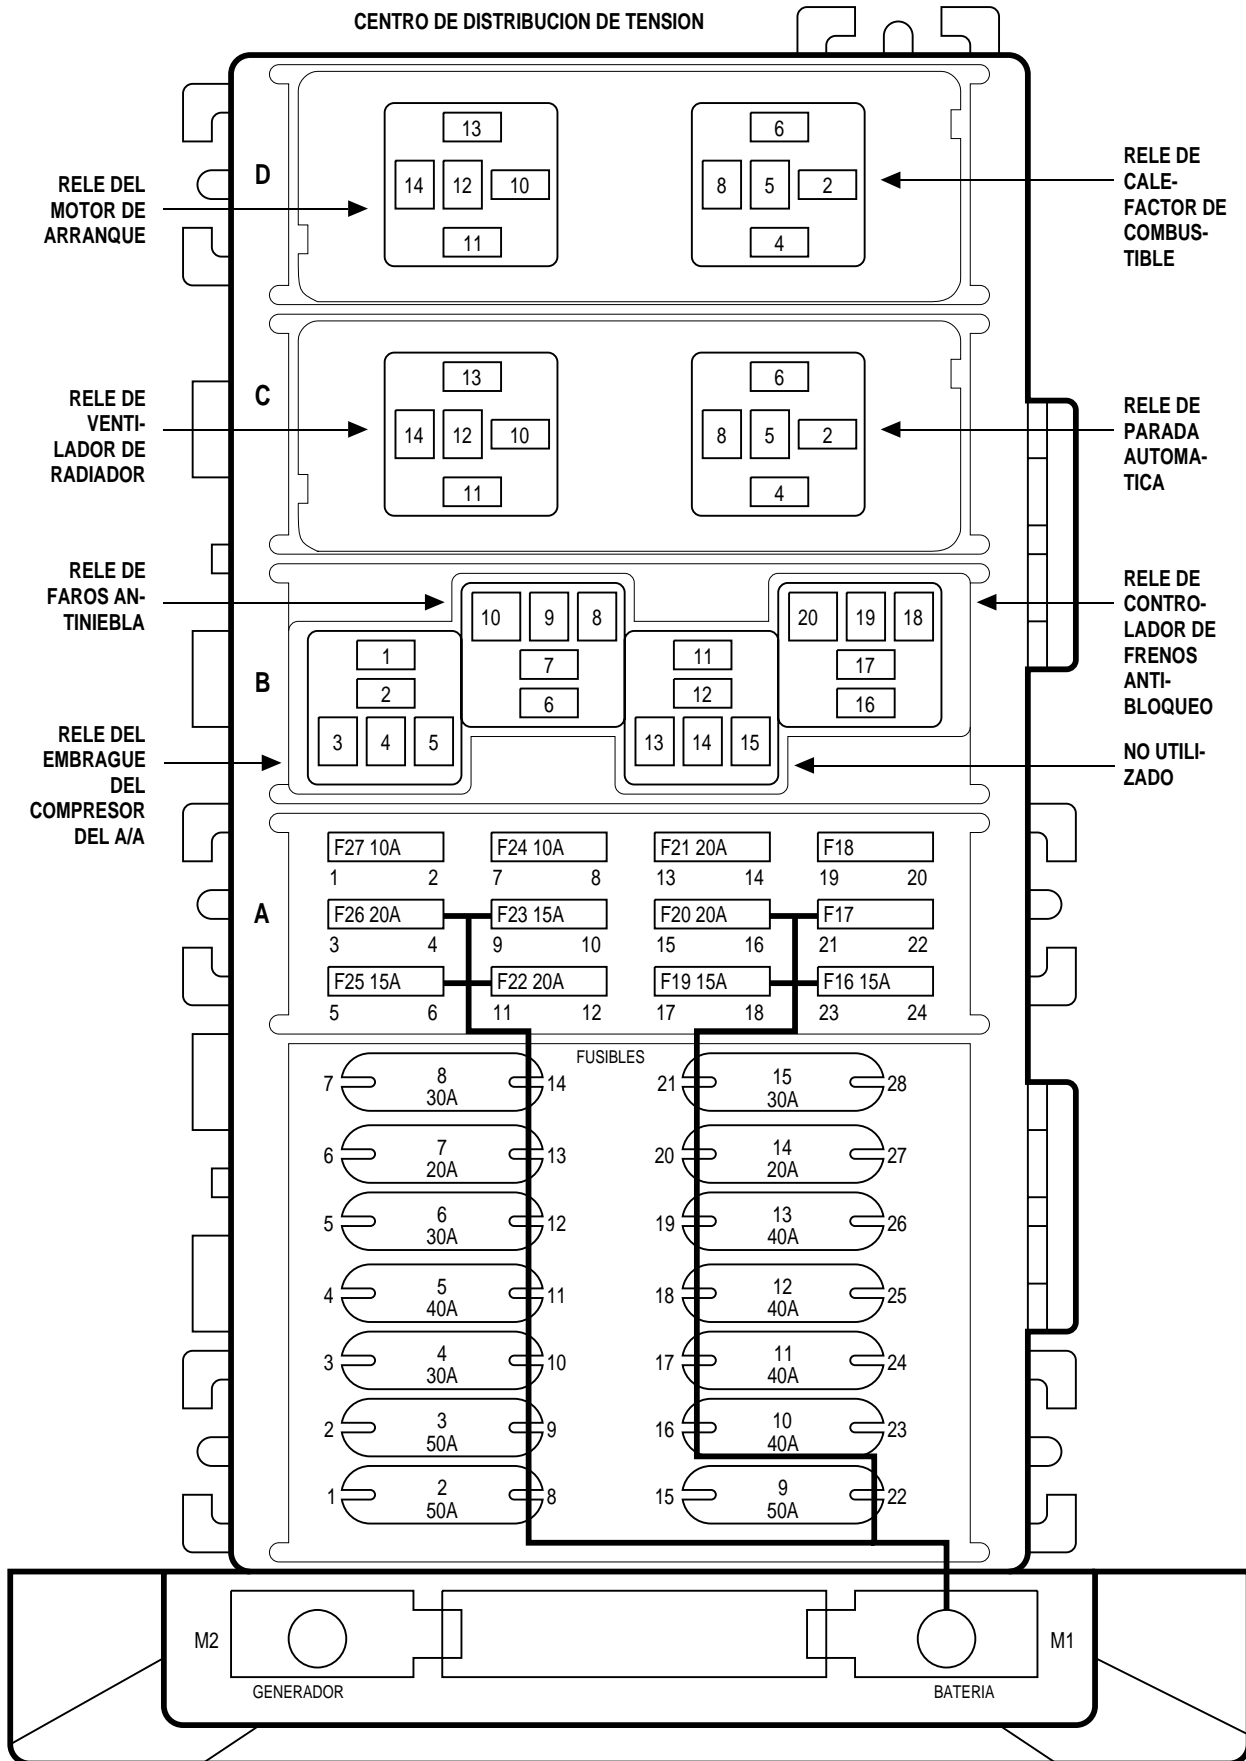 CENTRO DE DISTRIBUCION DE TENSION
D
RELE DEL
MOTOR DE
ARRANQUE
13
14 12 10
11
6
8 5 2
4
RELE DE
CALE-
FACTOR DE
COMBUS-
TIBLE
C
RELE DE
VENTI-
LADOR DE
RADIADOR
13
14 12 10
11
6
8 5 2
4
RELE DE
PARADA
AUTOMA-
TICA
RELE DE
FAROS AN-
TINIEBLA
10 9 8
7
6
20 19 18
17
16
RELE DE
CONTRO-
LADOR DE
FRENOS
ANTI-
BLOQUEO
B
1
2
3 4 5
11
12
13 14 15
RELE DEL
EMBRAGUE
DEL
COMPRESOR
DEL A/A
NO UTILI-
ZADO
A
F27 10A F24 10A F21 20A F18
1 2 7 8 13 14 19 20
F26 20A F23 15A F20 20A F17
3 4 9 10 15 16 21 22
F25 15A F22 20A F19 15A F16 15A
5 6 11 12 17 18 23 24
FUSIBLES
7 8 14 21 15 28
30A 30A
6 7 13 20 14 27
20A 20A
5 6 12 19 13 26
30A 40A
4 5 11 18 12 25
40A 40A
3 4 10 17 11 24
30A 40A
2 3 9 16 10 23
50A 40A
1 2 8 15 9 22
50A 50A
M2 M1
GENERADOR BATERIA